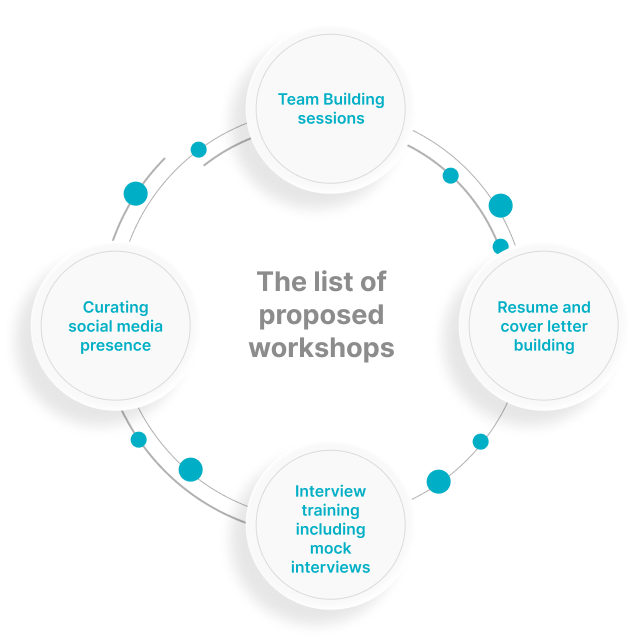 Team Building
sessions
Curating
social media
presence
The list of
proposed
workshops
Resume and
cover letter
building
Interview
training
including
mock
interviews